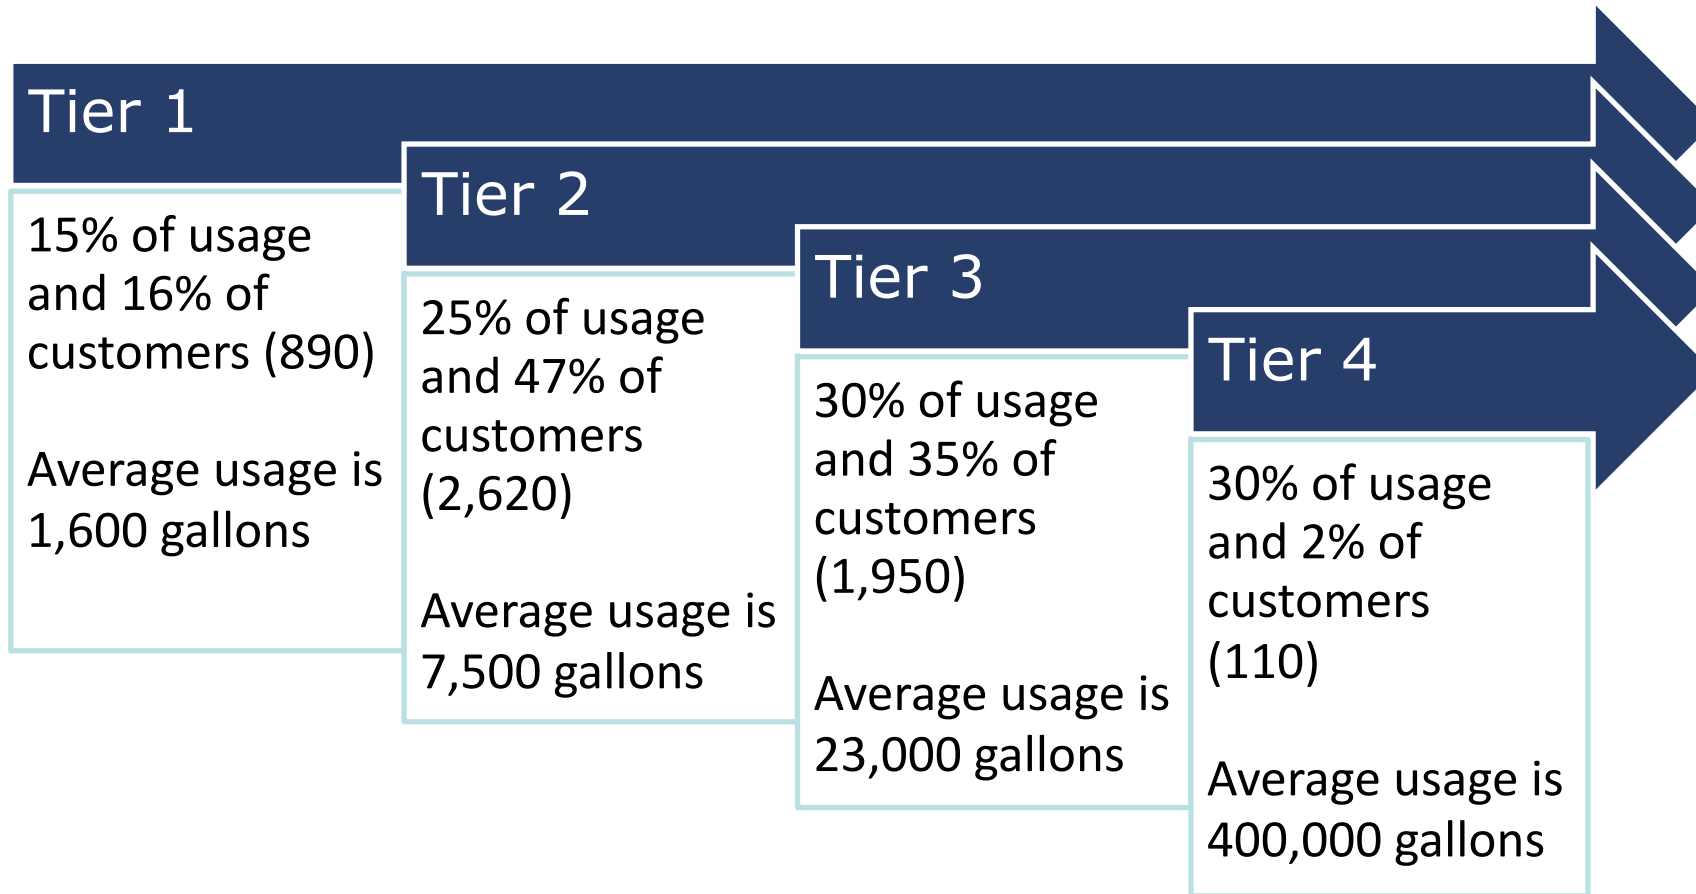 Tier 1
15% of usage
and 16% of
customers (890)
Average usage is
1,600 gallons
Tier 2
25% of usage
and 47% of
customers
(2,620)
Average usage is
7,500 gallons
Tier 3
30% of usage
and 35% of
customers
(1,950)
Average usage is
23,000 gallons
Tier 4
30% of usage
and 2% of
customers
(110)
Average usage is
400,000 gallons